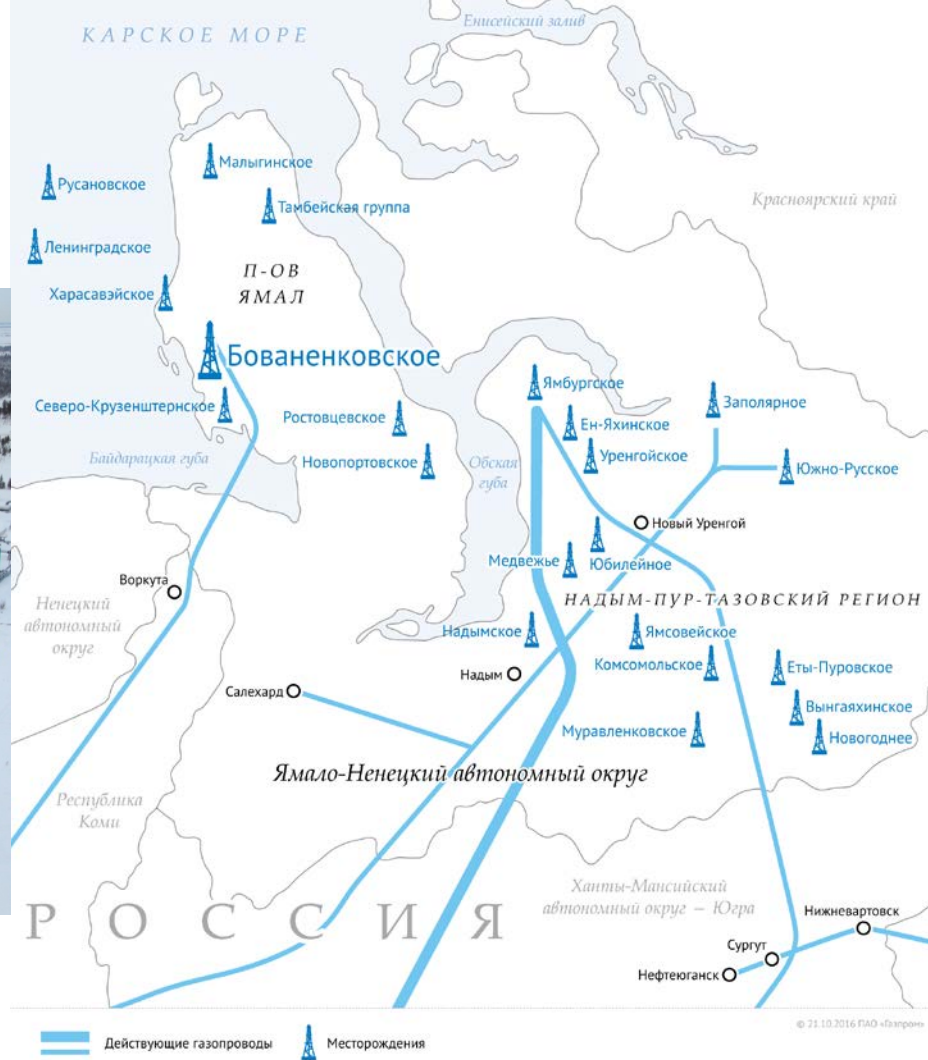 КАРСКОЕ МОРЕ
Енисейский залив
Малыгинское
Русановское
Тамбейская группа
Красноярский край
Ленинградское
П-ОВ
ЯМАЛ
Харасавэйское
Бованенковское
Ямбургское
Северо-Крузенштернское
Ростовцевское
Заполярное
Ен-Яхинское
Байдарацкая губа
Новопортовское
Обская
губа
Уренгойское
Южно-Русское
Новый Уренгой
Медвежье
Юбилейное
Воркута
Ненецкий
автономный
округ
НАДЫМ-ПУР-ТАЗОВСКИЙ РЕГИОН
Надымское
Ямсовейское
Комсомольское
Еты-Пуровское
Надым
Салехард
Вынгаяхинское
Муравленковское
Новогоднее
Ямало-Ненецкий автономный округ
Республика
Коми
Ханты-Мансийский
автономный округ – Югра
РОССИЯ
Нижневартовск
Сургут
Нефтеюганск
© 21.10.2016 ПАО «Газпром»
Действующие газопроводы
Месторождения